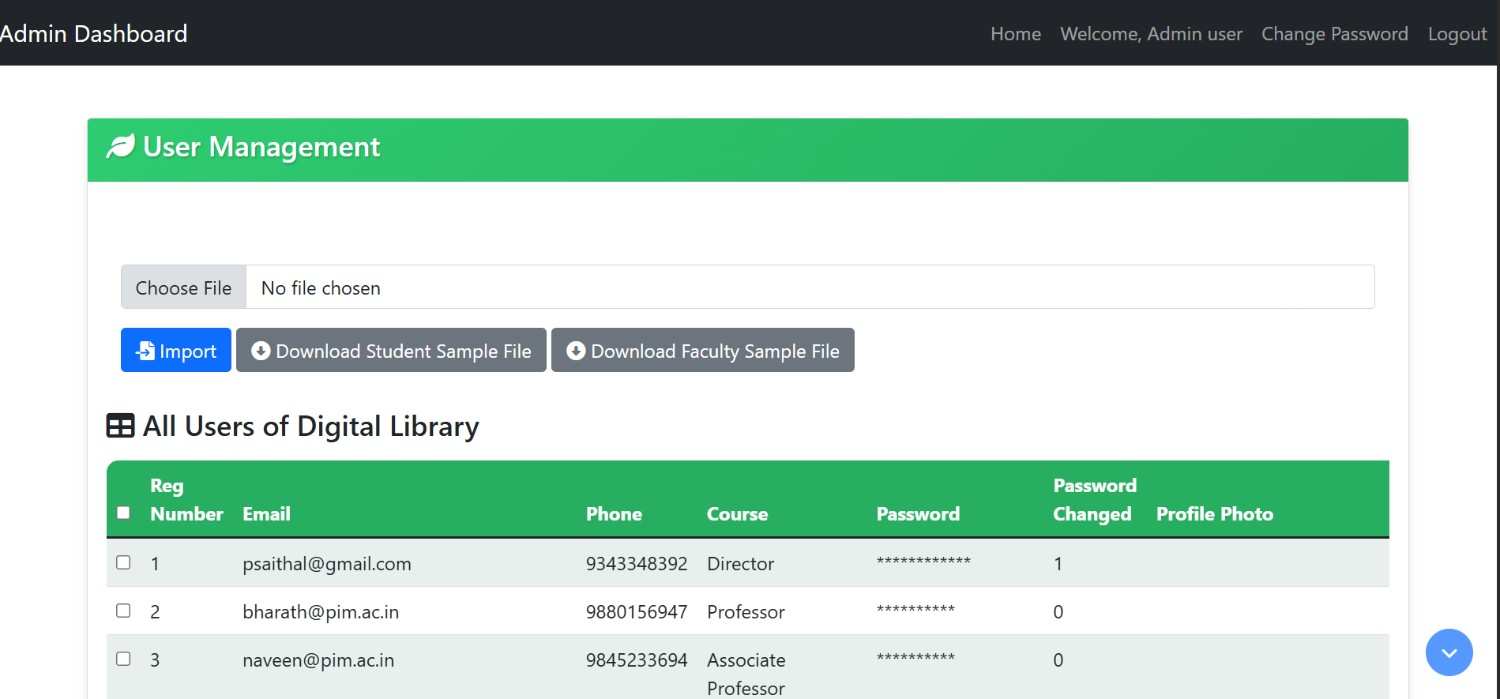 Admin Dashboard Home Welcome, Admin user Change Password Logout
User Management
Choose File No file chosen
Import Download Student Sample File Download Faculty Sample File
All Users of Digital Library
Reg Number Email Phone Course Password Password Changed Profile Photo
1 psaithal@gmail.com 9343348392 Director ************ 1
2 bharath@pim.ac.in 9880156947 Professor ********** 0
3 naveen@pim.ac.in 9845233694 Associate Professor ********** 0